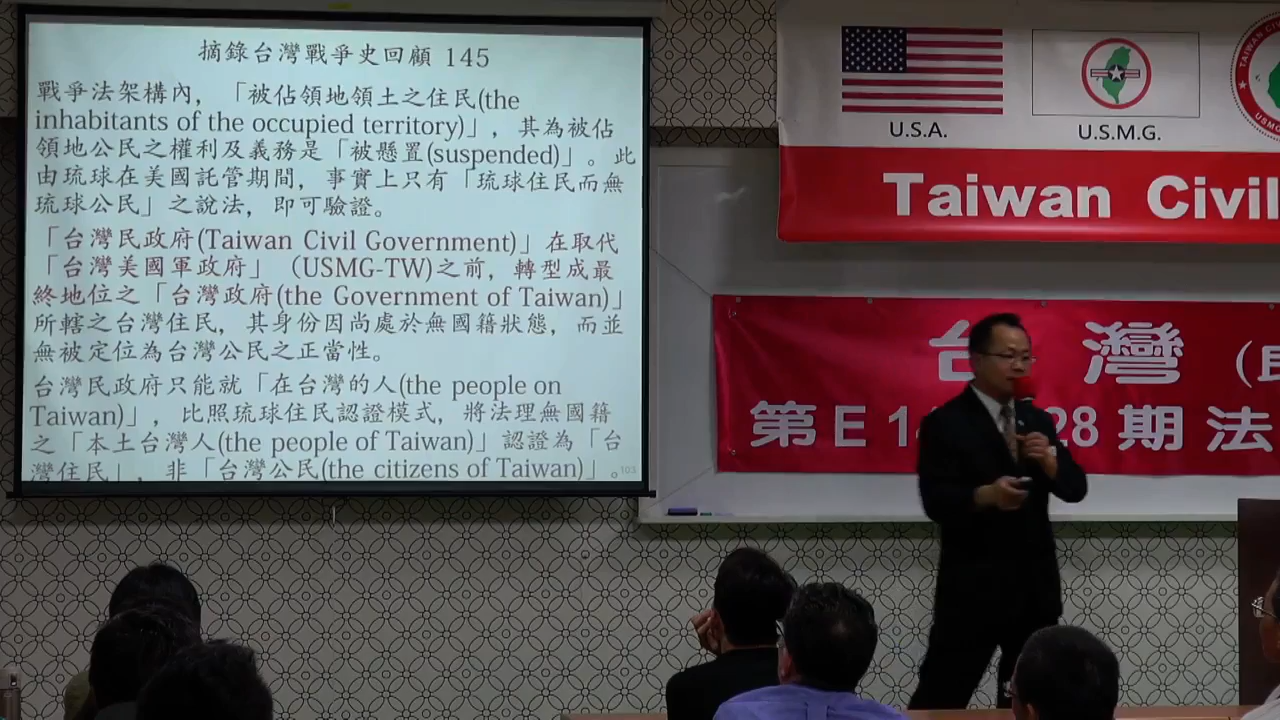 摘錄台灣戰爭史回顧 145
戰爭法架構內，「被佔領地領土之住民(the
inhabitants of the occupied territory)」，其為被佔
領地公民之權利及義務是「被懸置(suspended)」。此
由琉球在美國託管期間，事實上只有「琉球住民而無
琉球公民」之說法，即可驗證。
「台灣民政府(Taiwan Civil Government)」在取代
「台灣美國軍政府」（USMG-TW)之前，轉型成最
終地位之「台灣政府(the Government of Taiwan)」
所轄之台灣住民，其身份因尚處於無國籍狀態，而並
無被定位為台灣公民之正當性。
台灣民政府只能就「在台灣的人(the people on
Taiwan)」，比照琉球住民認證模式，將法理無國籍
之「本土台灣人(the people of Taiwan)」認證為「台
灣住民」，非「台灣公民(the citizens of Taiwan)」。
103
U.S.A.
U.S.M.G.
TAIWAN CIVI
USMG
Taiwan Civil
台灣（
第E1 28期法